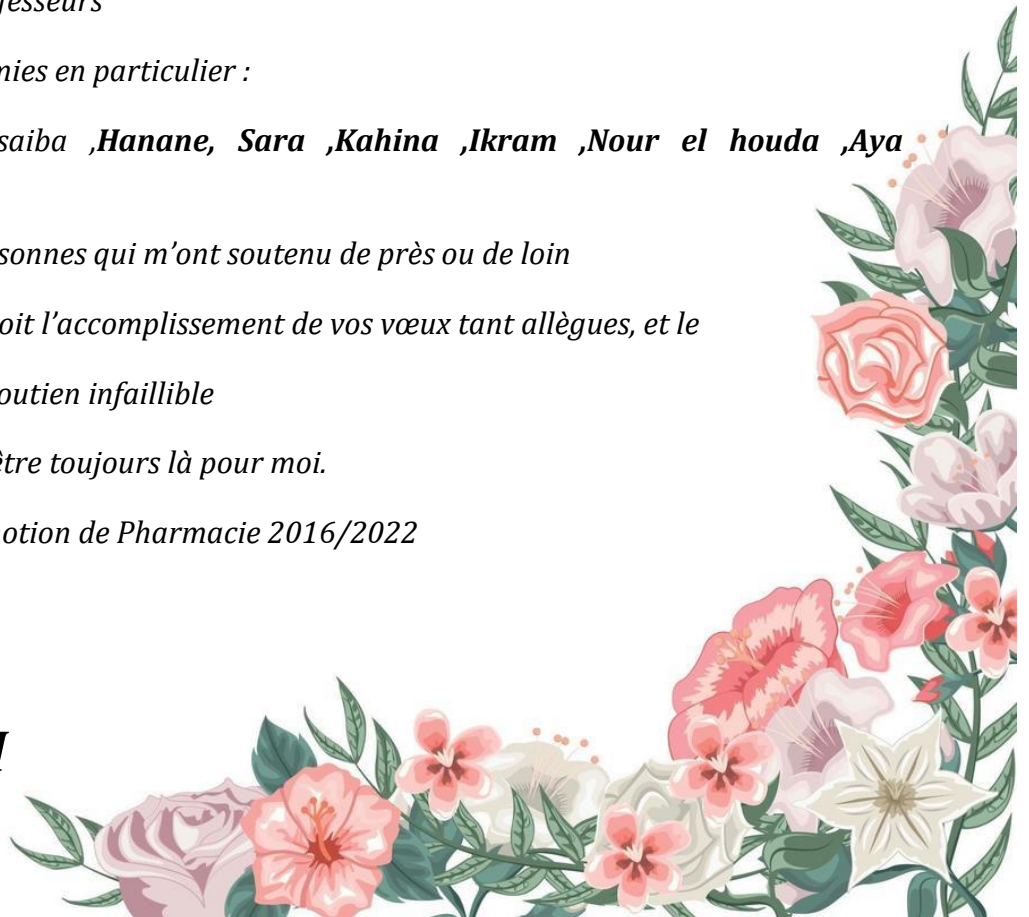 fesseurs
mies en particulier :
saiba ,Hanane, Sara ,Kahina ,Ikram ,Nour el houda ,Aya
sonnes qui m’ont soutenu de près ou de loin
oit l’accomplissement de vos vœux tant allègues, et le
outien infaillible
être toujours là pour moi.
otion de Pharmacie 2016/2022